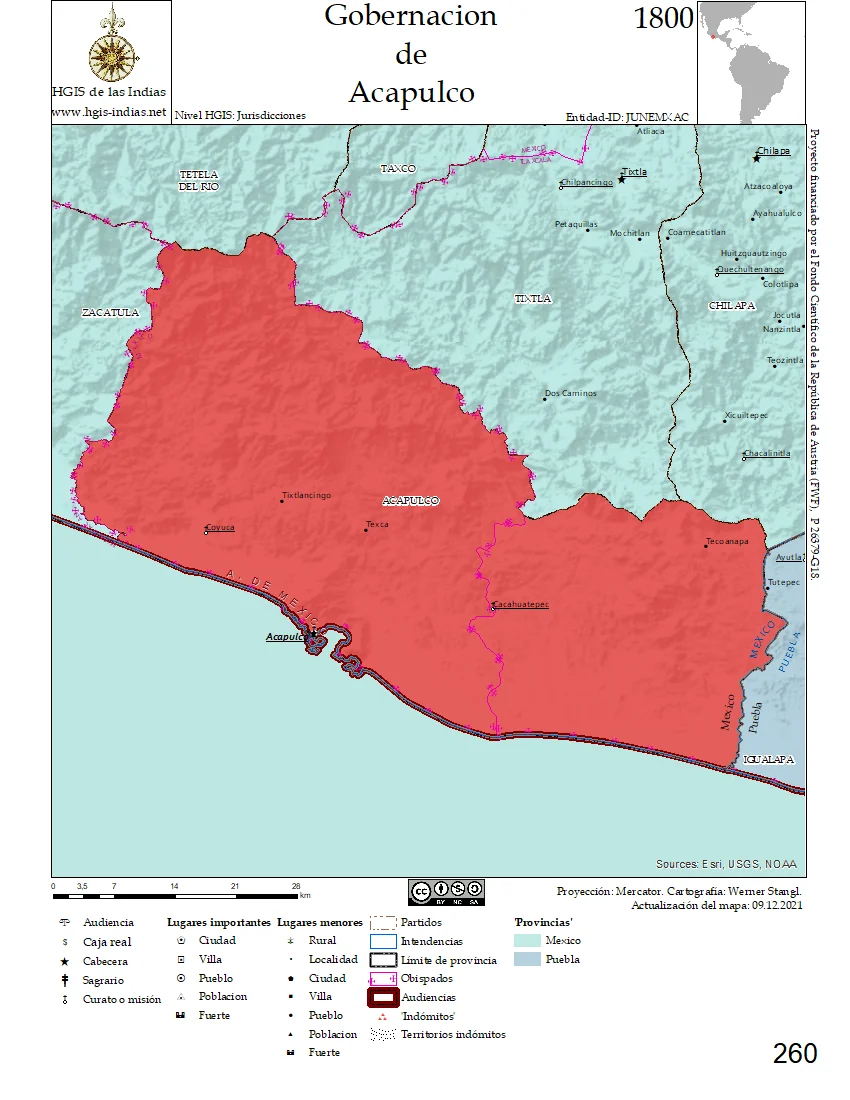 Gobernacion
de
Acapulco
1800
HGIS de las Indias
www.hgis-indias.net
Nivel HGIS: Jurisdicciones
Entidad-ID: JUNEMXAC
Atliaca
MEXICO
TLAXCALA
Chilapa
TAXCO
TETELA
DEL RIO
Tixtla
Chilpancingo
Atzacoaloya
Ayahualulco
Petaquillas
Mochitlan
Coamecatitlan
Huitzquautzingo
Quechultenango
Colotlipa
ZACATULA
TIXTLA
CHILAPA
Jocutla
Nanzintla
Teozintla
Dos Caminos
Xicuiltepec
Chacalinitla
Tixtlancingo
ACAPULCO
Coyuca
Texca
Tecoanapa
Ayutla
Tutepec
A. DE MEXICO
Cacahuatepec
Acapulco
MEXICO
PUEBLA
Mexico
Puebla
IGUALAPA
Sources: Esri, USGS, NOAA
Proyecto financiado por el Fondo Científico de la República de Austria (FWF), P 26379-G18.
0 3,5 7 14 21 28
km
CC BY NC SA
Proyección: Mercator. Cartografía: Werner Stangl.
Actualización del mapa: 09.12.2021
Audiencia
Caja real
Cabecera
Sagrario
Curato o misión
Lugares importantes
Ciudad
Villa
Pueblo
Poblacion
Fuerte
Lugares menores
Rural
Localidad
Ciudad
Villa
Pueblo
Poblacion
Fuerte
Partidos
Intendencias
Límite de provincia
Obispados
Audiencias
'Indómitos'
Territorios indómitos
'Provincias'
Mexico
Puebla
260